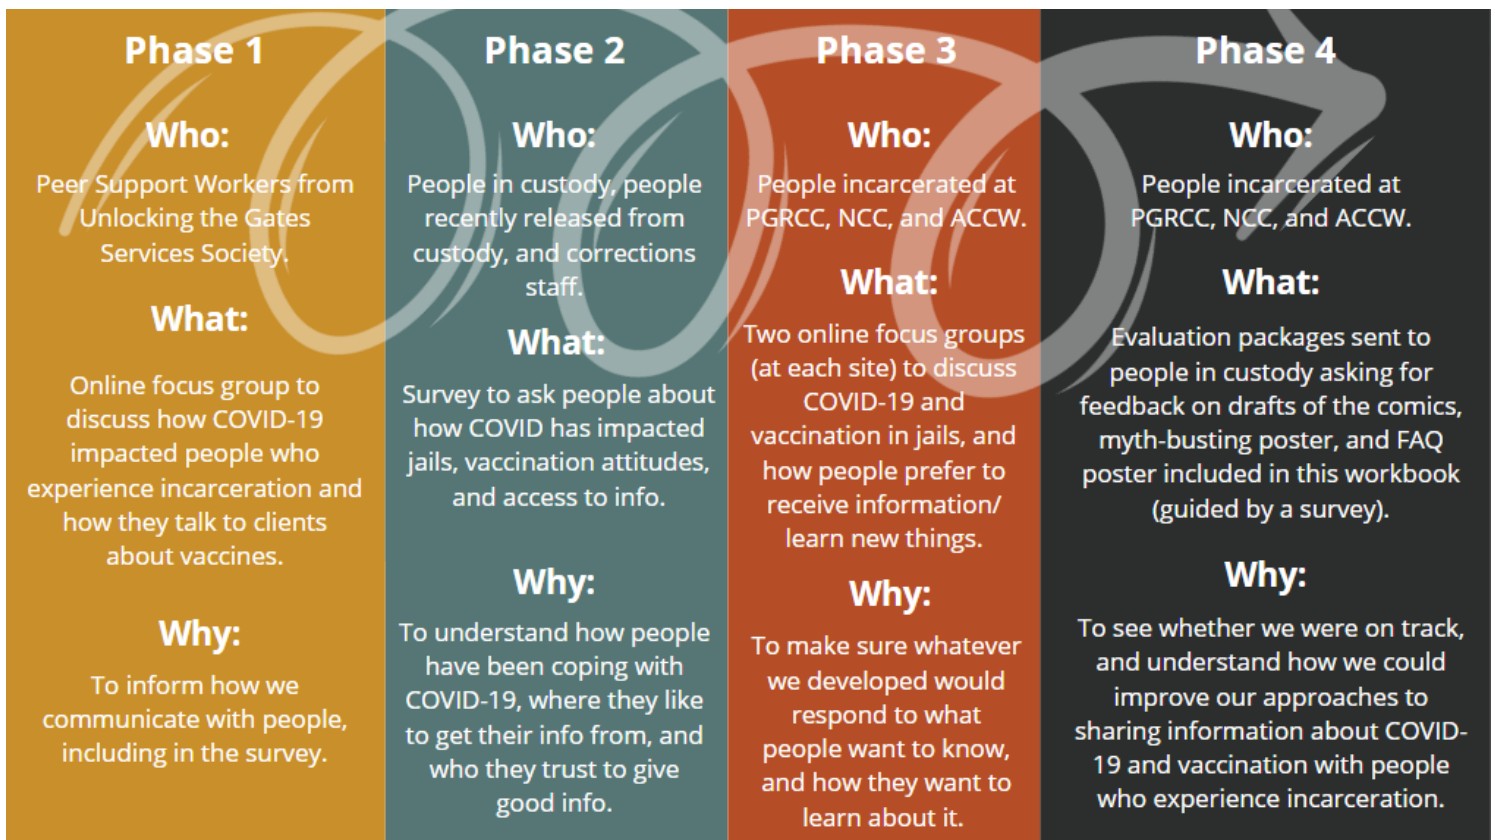 Phase 1
Who:
Peer Support Workers from
Unlocking the Gates
Services Society.
What:
Online focus group to
discuss how COVID-19
impacted people who
experience incarceration and
how they talk to clients
about vaccines.
Why:
To inform how we
communicate with people,
including in the survey.
Phase 2
Who:
People in custody, people
recently released from
custody, and corrections
staff.
What:
Survey to ask people about
how COVID has impacted
jails, vaccination attitudes,
and access to info.
Why:
To understand how people
have been coping with
COVID-19, where they like
to get their info from, and
who they trust to give
good info.
Phase 3
Who:
People incarcerated at
PGRCC, NCC, and ACCW.
What:
Two online focus groups
(at each site) to discuss
COVID-19 and
vaccination in jails, and
how people prefer to
receive information/
learn new things.
Why:
To make sure whatever
we developed would
respond to what
people want to know,
and how they want to
learn about it.
Phase 4
Who:
People incarcerated at
PGRCC, NCC, and ACCW.
What:
Evaluation packages sent to
people in custody asking for
feedback on drafts of the comics,
myth-busting poster, and FAQ
poster included in this workbook
(guided by a survey).
Why:
To see whether we were on track,
and understand how we could
improve our approaches to
sharing information about COVID-
19 and vaccination with people
who experience incarceration.